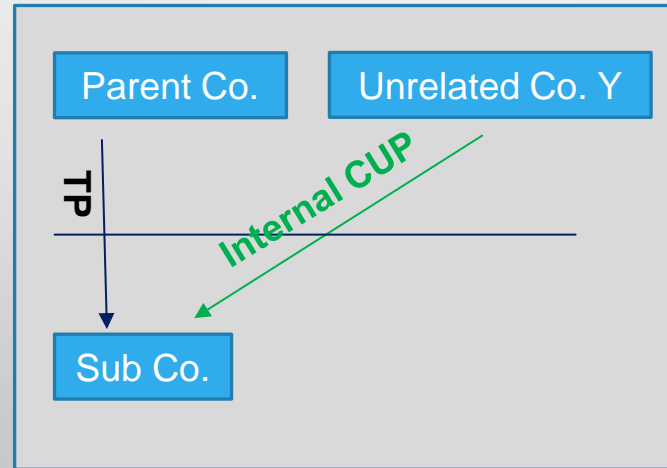 Parent Co.
Unrelated Co. Y
TP
Internal CUP
Sub Co.